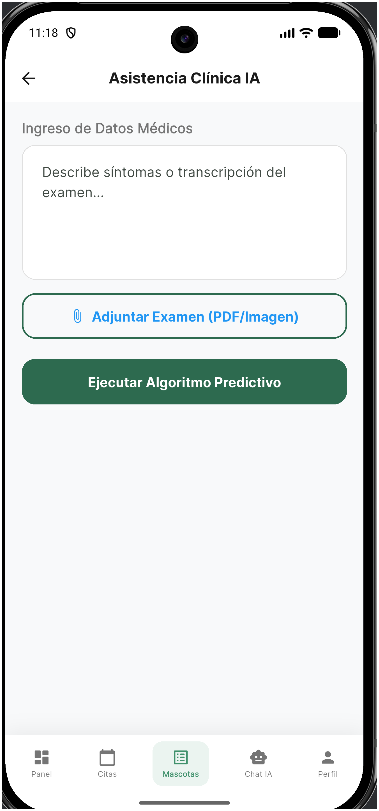 11:18
Asistencia Clínica IA
Ingreso de Datos Médicos
Describe síntomas o transcripción del
examen...
Adjuntar Examen (PDF/Imagen)
Ejecutar Algoritmo Predictivo
Panel Citas Mascotas Chat IA Perfil